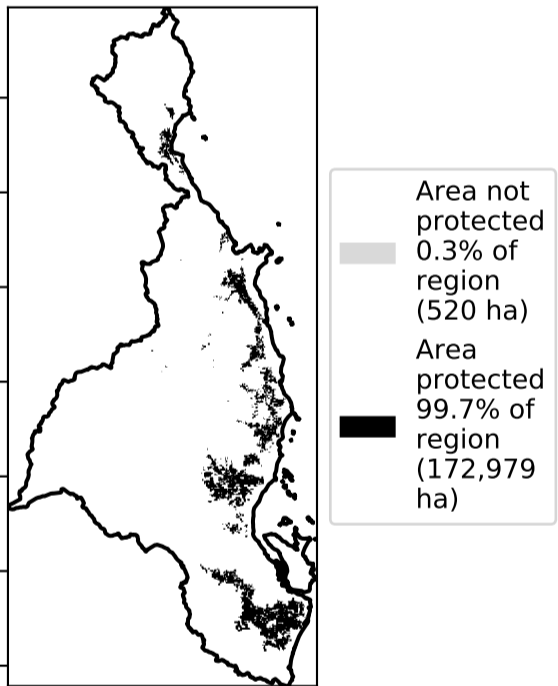 Area not
protected
0.3% of
region
(520 ha)
Area
protected
99.7% of
region
(172,979
ha)